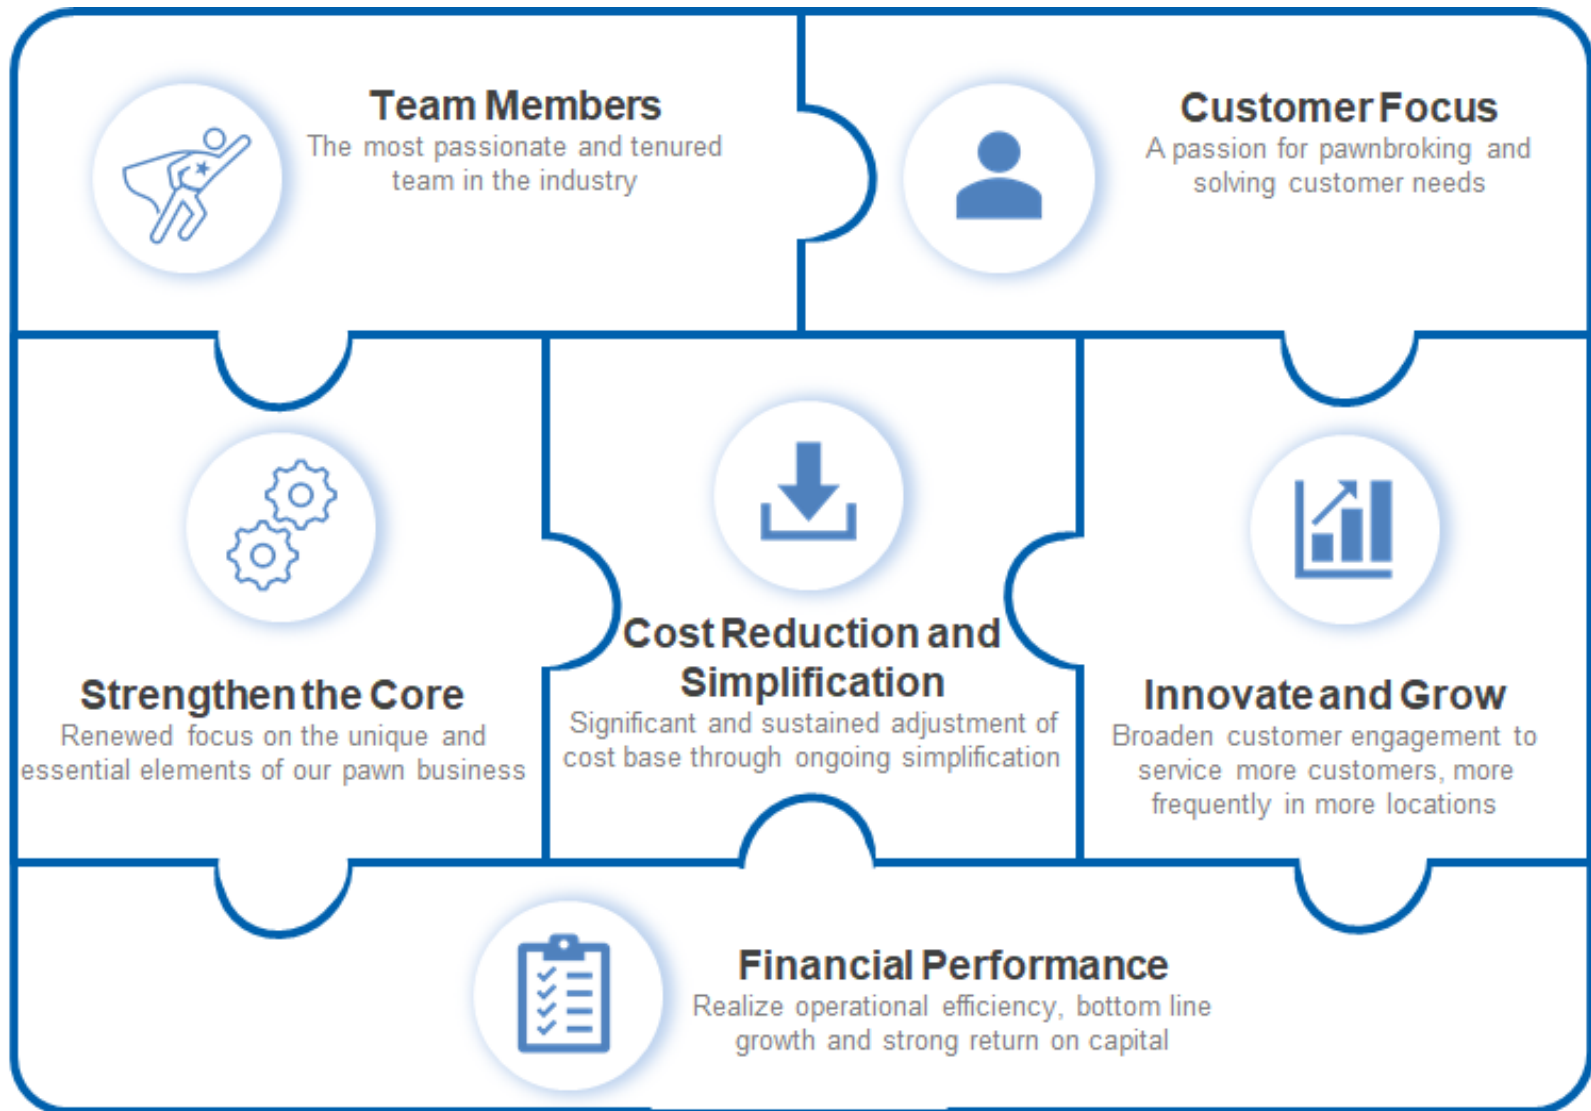 Team Members
The most passionate and tenured
team in the industry
Customer Focus
A passion for pawnbroking and
solving customer needs
Strengthen the Core
Renewed focus on the unique and
essential elements of our pawn business
Cost Reduction and
Simplification
Significant and sustained adjustment of
cost base through ongoing simplification
Innovate and Grow
Broaden customer engagement to
service more customers, more
frequently in more locations
Financial Performance
Realize operational efficiency, bottom line
growth and strong return on capital